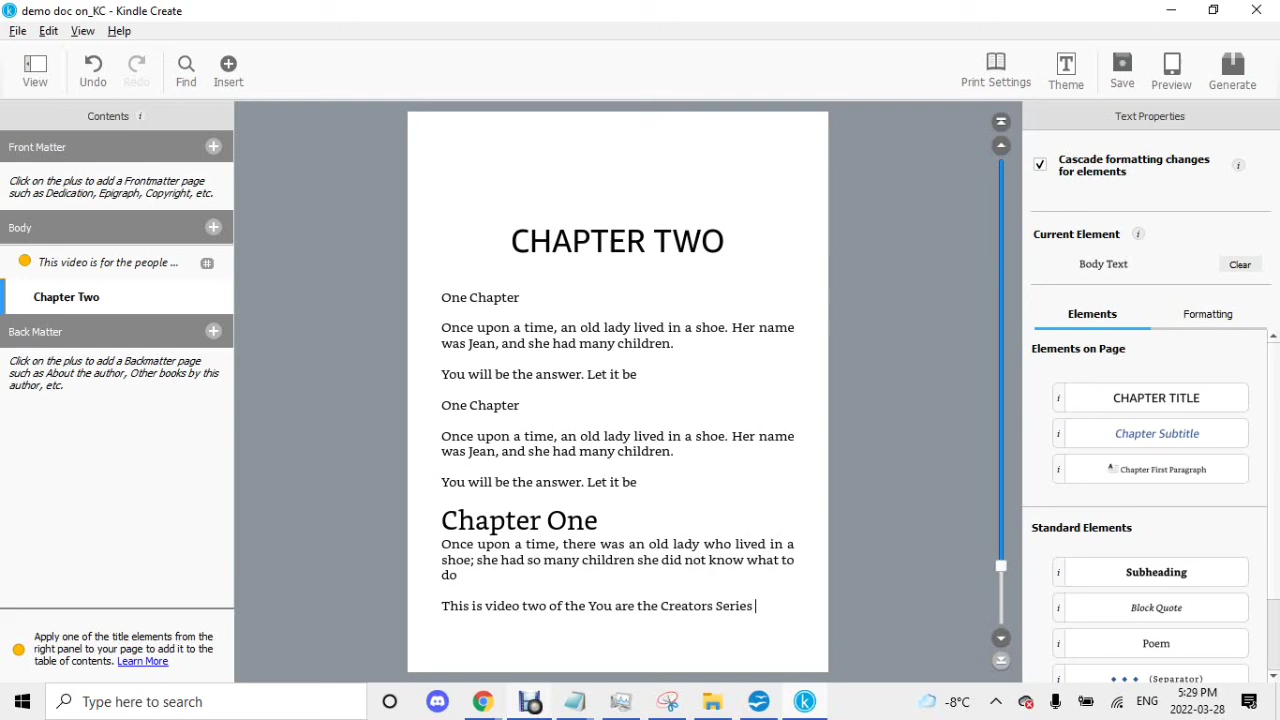 demo doc on_KC - Kindle Create
File Edit View Help
View Undo Redo Find Insert Print Settings Theme Save Preview Generate
Contents i
Front Matter
Click on the plus to add a Frontmatter page
such as Dedication, Epigraph, Copyright, etc.
Body
This video is for the people ...
Chapter Two
Back Matter
Click on the plus to add a Backmatter page
such as About the author, Other books by this
author, etc.
Apply one of the title elements from the
right panel to your page to add it to the
table of contents. Learn More
CHAPTER TWO
One Chapter
Once upon a time, an old lady lived in a shoe. Her name
was Jean, and she had many children.
You will be the answer. Let it be
One Chapter
Once upon a time, an old lady lived in a shoe. Her name
was Jean, and she had many children.
You will be the answer. Let it be
Chapter One
Once upon a time, there was an old lady who lived in a
shoe; she had so many children she did not know what to
do
This is video two of the You are the Creators Series
Text Properties
Cascade formatting changes
for elements i
Current Element i
Body Text Clear
Elements Formatting
Elements on Page
i CHAPTER TITLE
i Chapter Subtitle
i Chapter First Paragraph
Standard Elements
i Subheading
i Block Quote
i Poem
i (Separator)
Type here to search
-8°C ENG 5:29 PM
2022-03-28